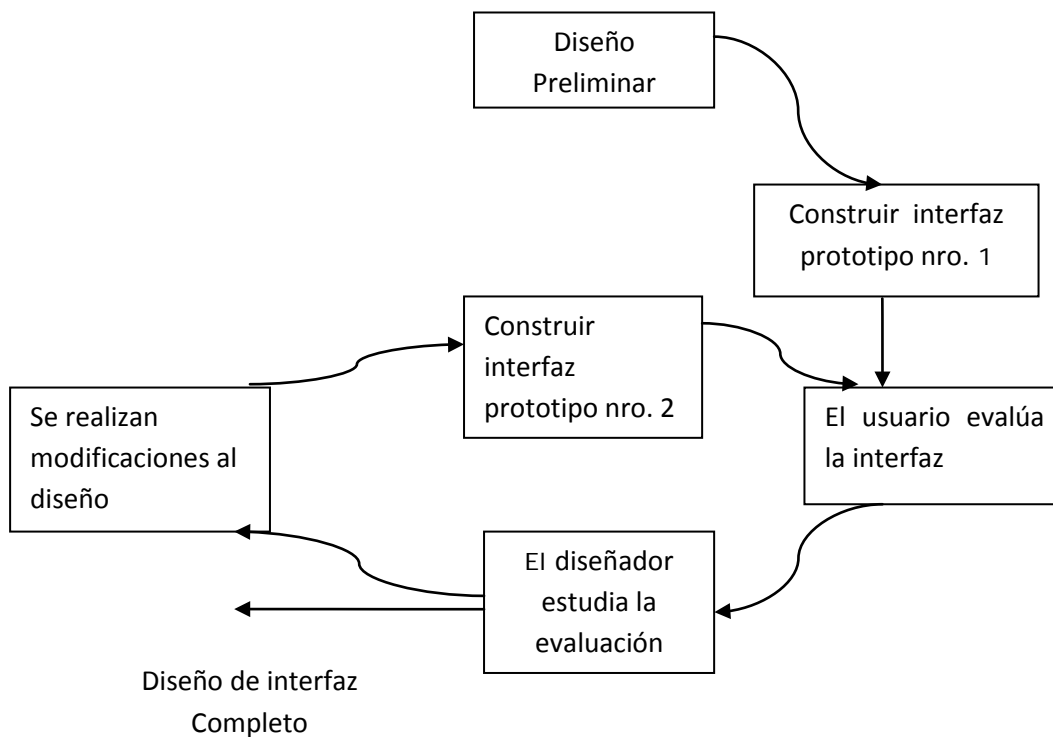 Diseño
Preliminar
Construir interfaz
prototipo nro. 1
Construir
interfaz
prototipo nro. 2
Se realizan
modificaciones al
diseño
El usuario evalúa
la interfaz
El diseñador
estudia la
evaluación
Diseño de interfaz
Completo